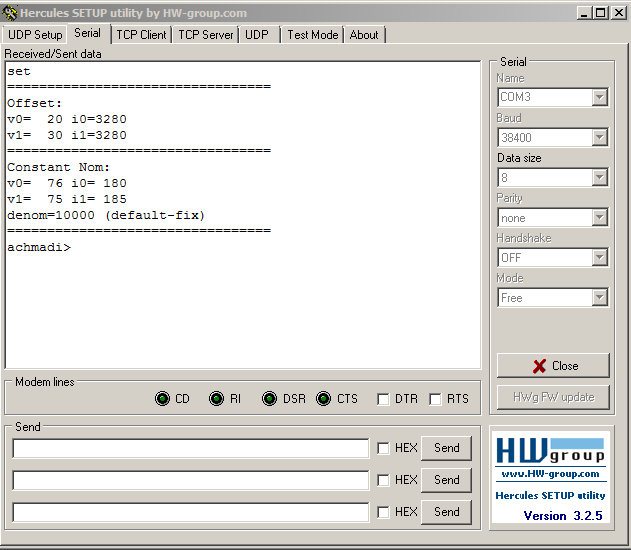 Hercules SETUP utility by HW-group.com
UDP Setup Serial TCP Client TCP Server UDP Test Mode About
Received/Sent data
set
================================
Offset:
v0=  20 i0=3280
v1=  30 i1=3280
================================
Constant Nom:
v0=  76 i0= 180
v1=  75 i1= 185
denom=10000 (default-fix)
================================
achmadi>
Serial
Name
COM3
Baud
38400
Data size
8
Parity
none
Handshake
OFF
Mode
Free
Close
HWg FW update
Modem lines
CD RI DSR CTS DTR RTS
Send
HEX Send
HEX Send
HEX Send
HWgroup
www.HW-group.com
Hercules SETUP utility
Version 3.2.5